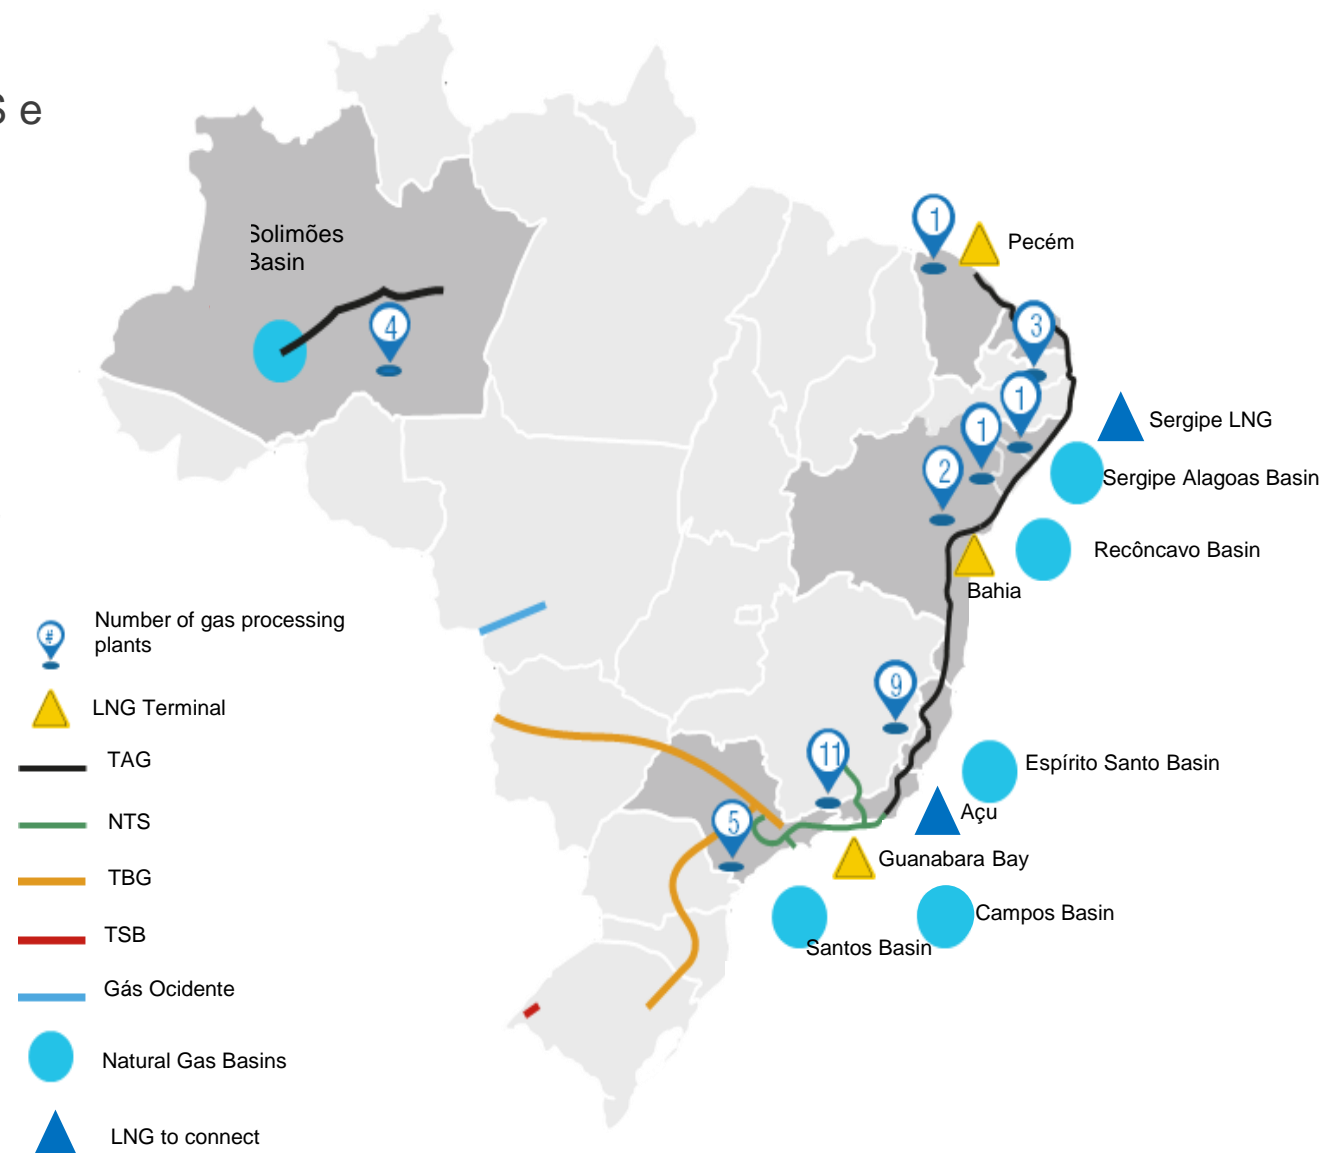 S e
Solimões
Basin
1
Pecém
4
3
1
Sergipe LNG
1
2
Sergipe Alagoas Basin
Recôncavo Basin
Bahia
#
Number of gas processing
plants
9
LNG Terminal
11
TAG
Espírito Santo Basin
Açu
5
NTS
Guanabara Bay
TBG
Campos Basin
TSB
Santos Basin
Gás Ocidente
Natural Gas Basins
LNG to connect